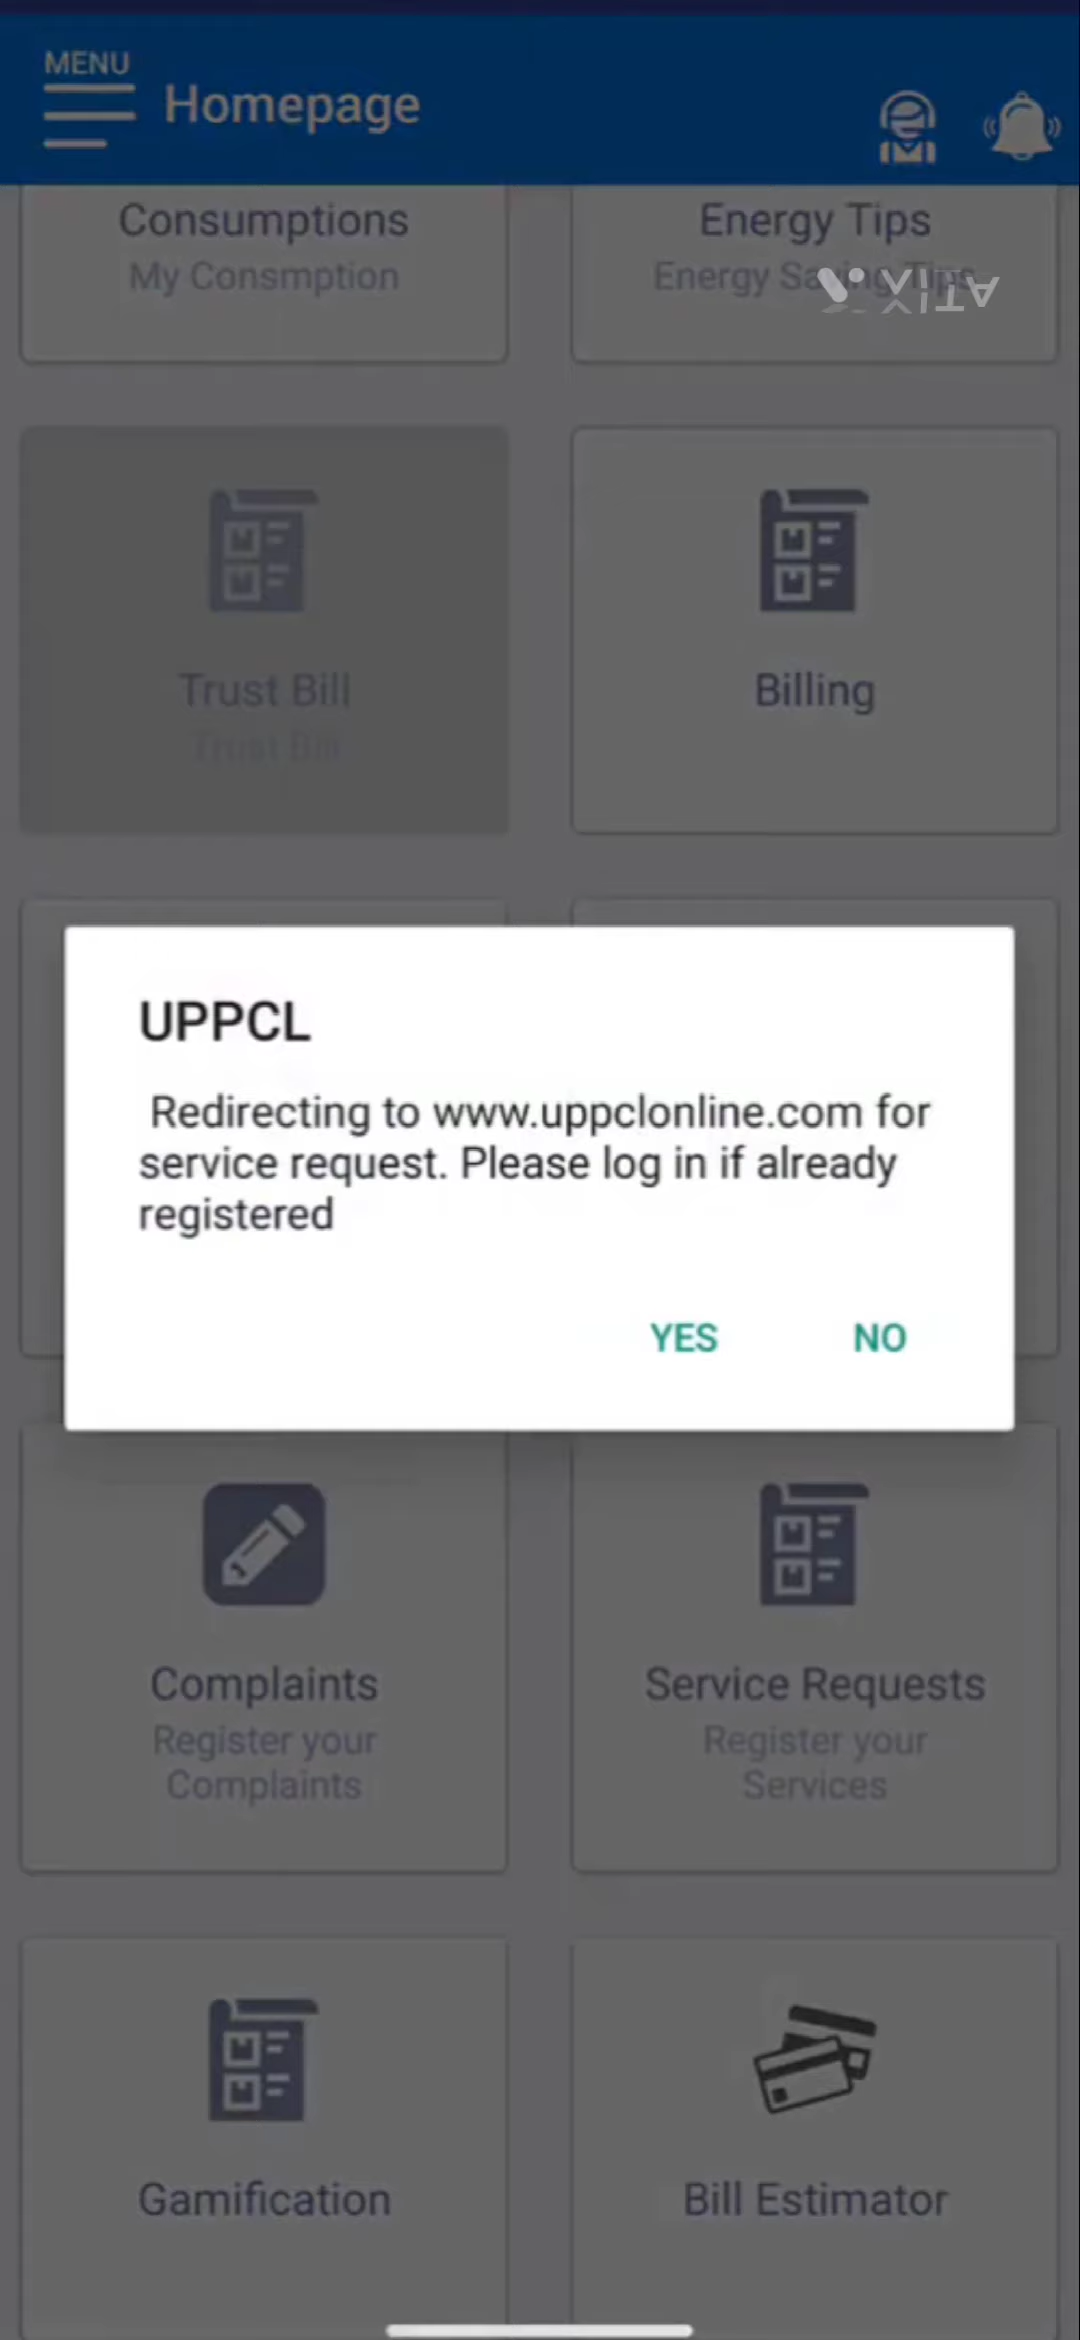 MENU
Homepage
Consumptions
My Consmption
Energy Tips
Energy Saving Tips
VITA
Trust Bill
Trust Bill
Billing
UPPCL
Redirecting to www.uppclonline.com for
service request. Please log in if already
registered
YES NO
Complaints
Register your
Complaints
Service Requests
Register your
Services
Gamification
Bill Estimator